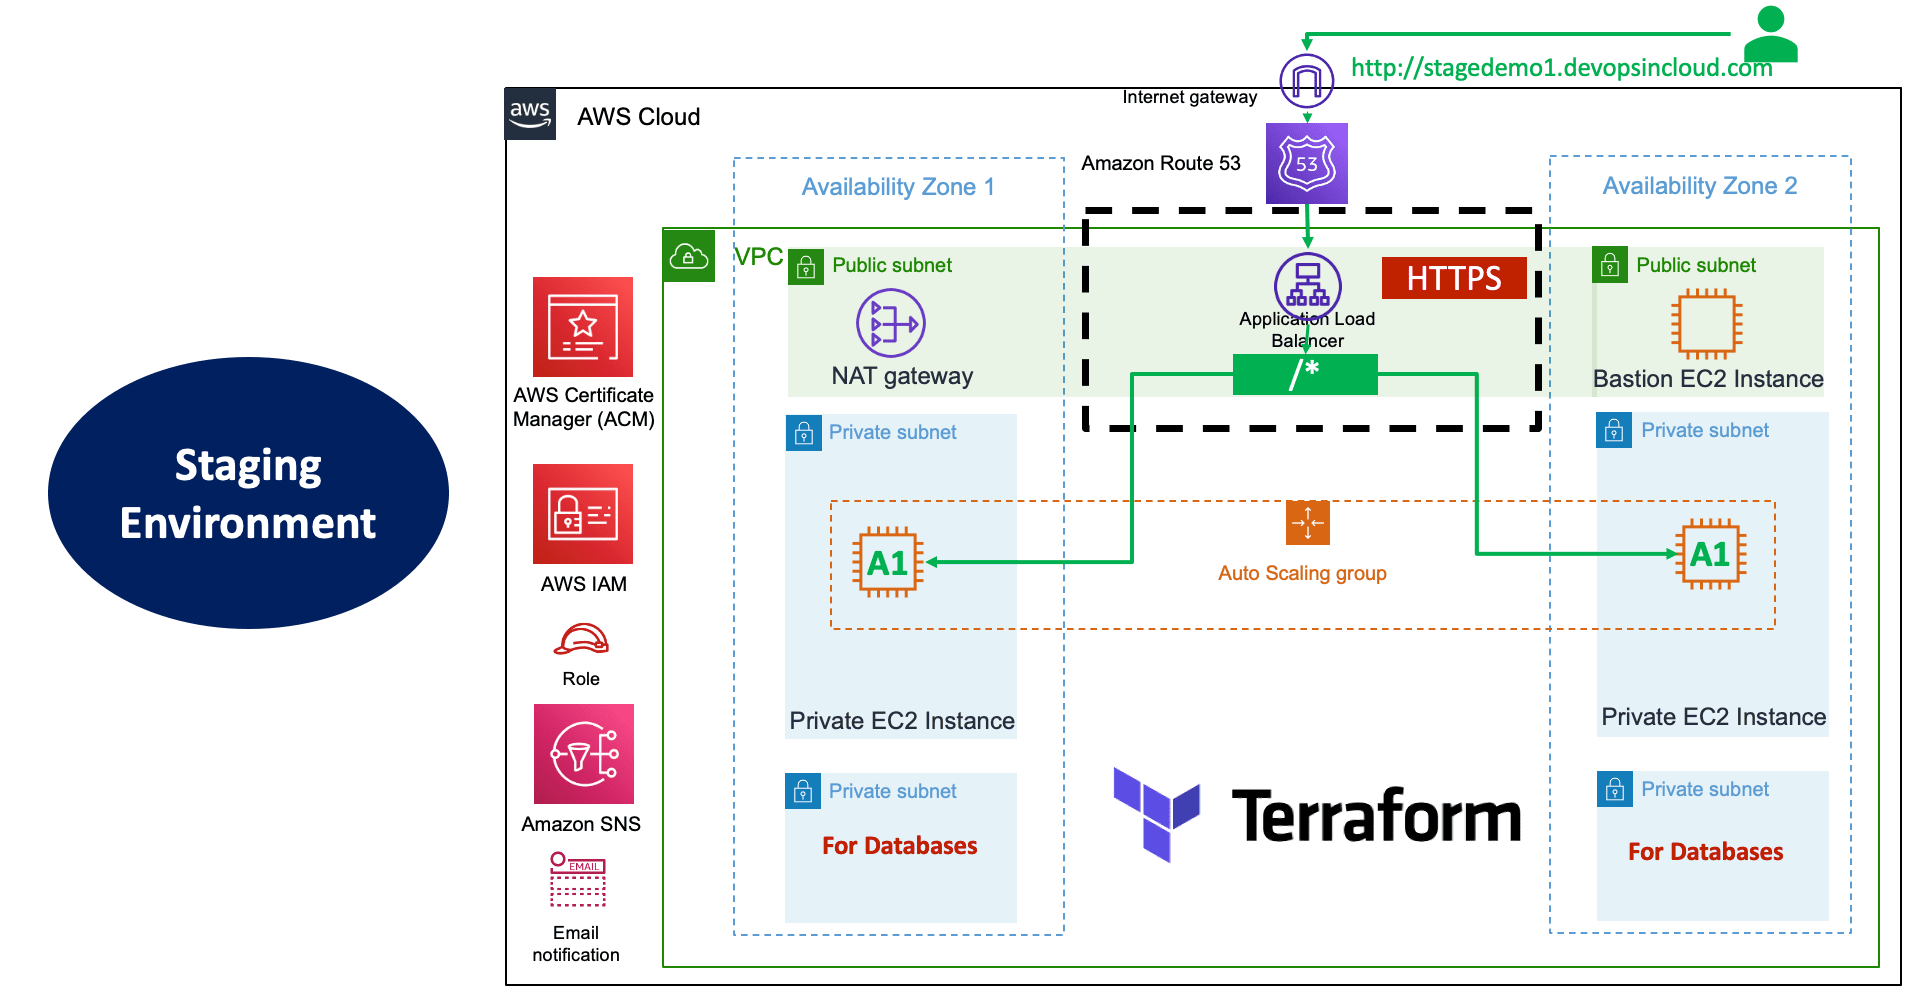 http://stagedemo1.devopsincloud.com
Internet gateway
aws
AWS Cloud
Amazon Route 53
53
Availability Zone 1
Availability Zone 2
VPC
Public subnet
HTTPS
Public subnet
Application Load
Balancer
NAT gateway
/*
Bastion EC2 Instance
AWS Certificate
Manager (ACM)
Private subnet
Private subnet
Staging
Environment
A1
A1
Auto Scaling group
AWS IAM
Role
Private EC2 Instance
Private EC2 Instance
Private subnet
Private subnet
Terraform
Amazon SNS
For Databases
For Databases
EMAIL
Email
notification